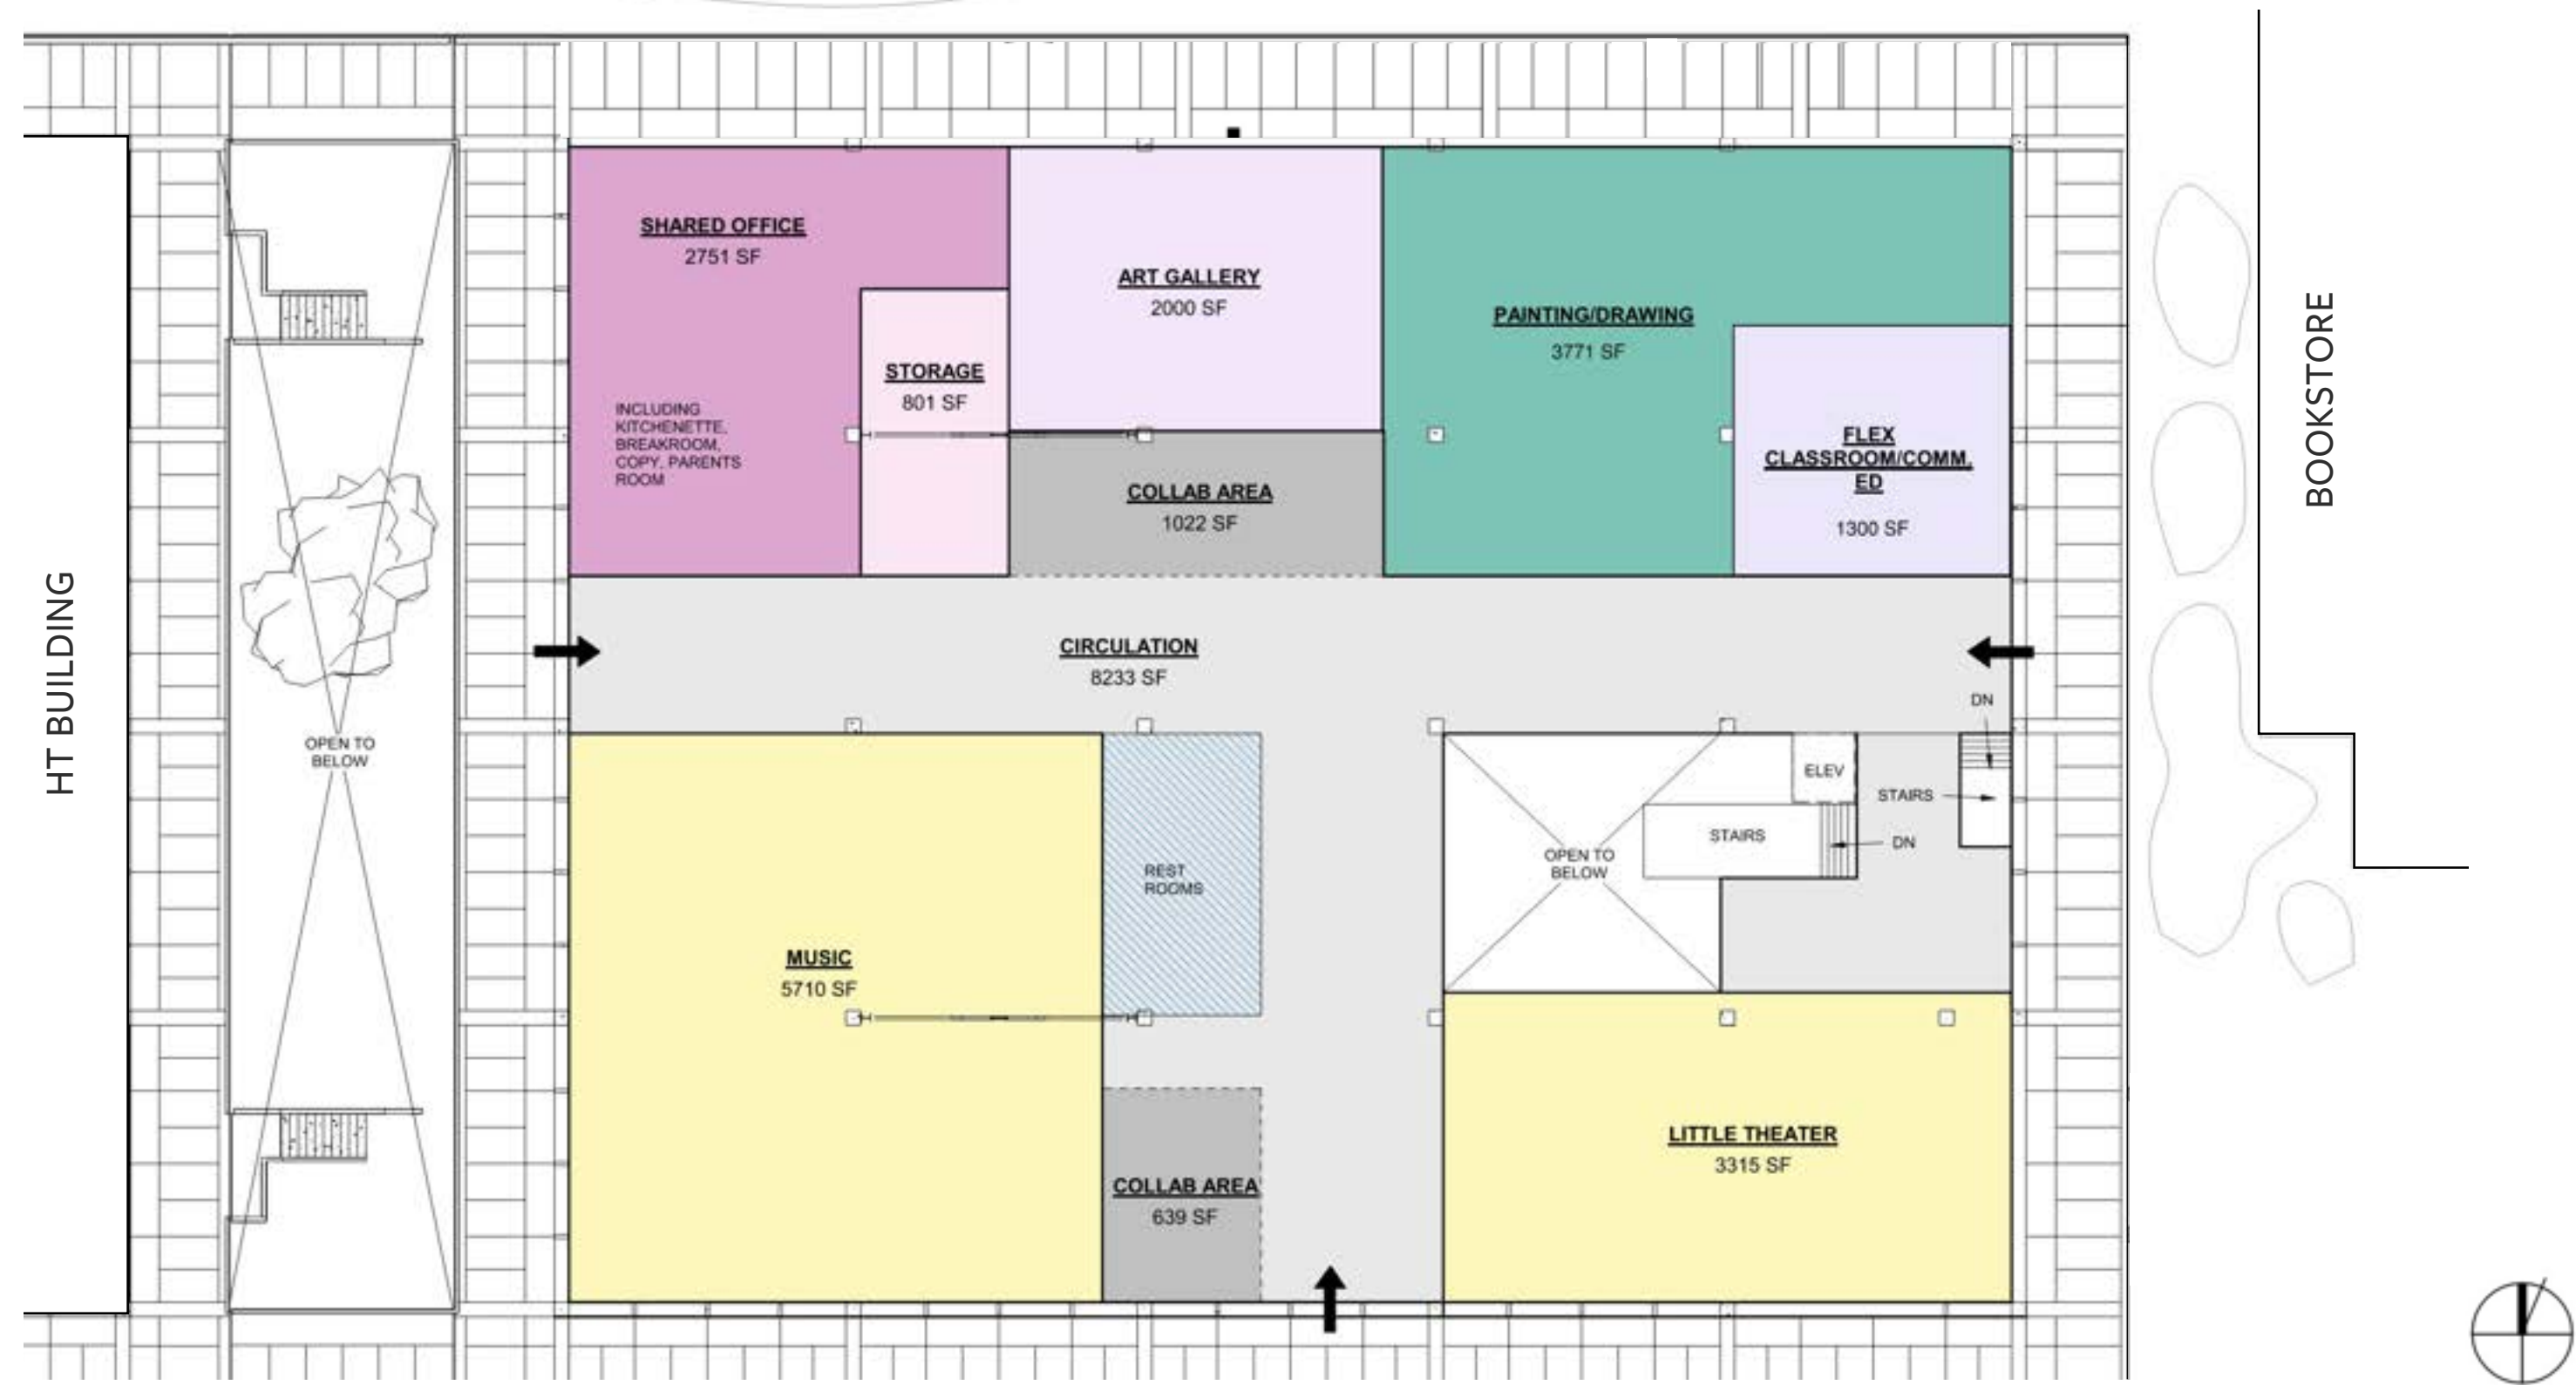 SHARED OFFICE
2751 SF
INCLUDING
KITCHENETTE,
BREAKROOM,
COPY, PARENTS
ROOM
STORAGE
801 SF
ART GALLERY
2000 SF
COLLAB AREA
1022 SF
PAINTING/DRAWING
3771 SF
FLEX
CLASSROOM/COMM.
ED
1300 SF
BOOKSTORE
HT BUILDING
OPEN TO
BELOW
CIRCULATION
8233 SF
MUSIC
5710 SF
REST
ROOMS
COLLAB AREA
639 SF
OPEN TO
BELOW
ELEV
STAIRS
DN
STAIRS
DN
LITTLE THEATER
3315 SF